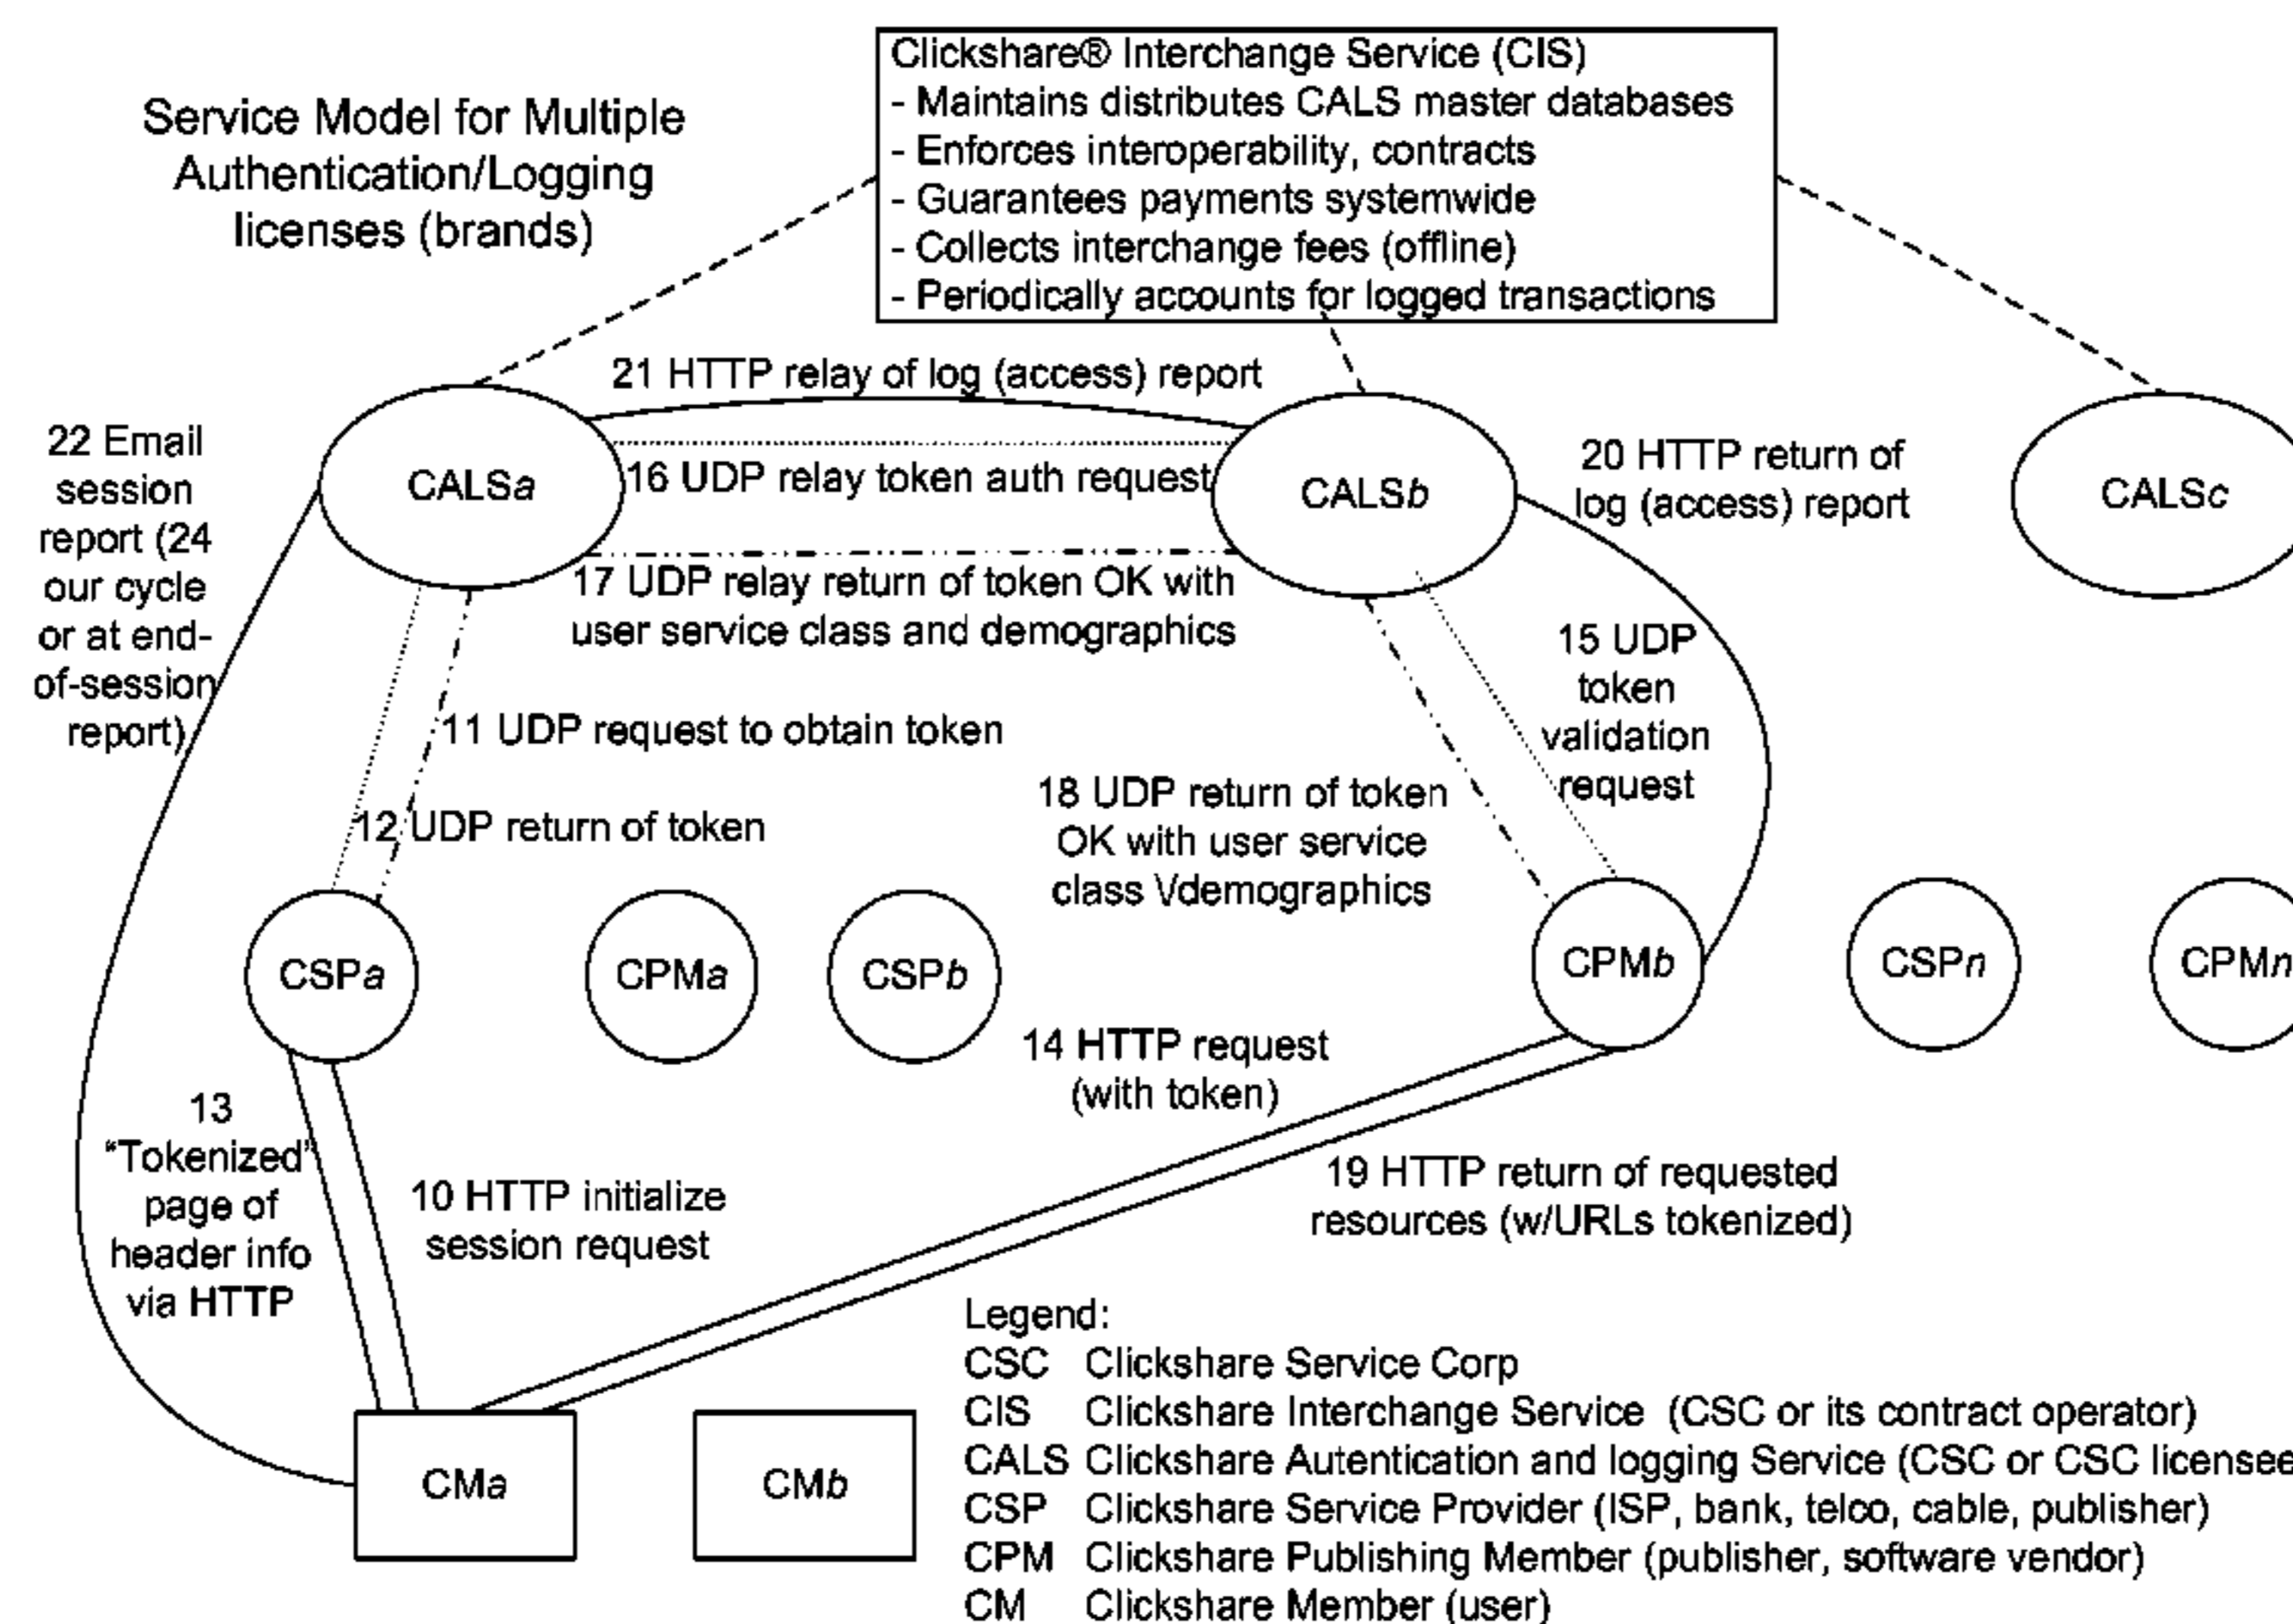 Service Model for Multiple
Authentication/Logging
licenses (brands)
Clickshare® Interchange Service (CIS)
- Maintains distributes CALS master databases
- Enforces interoperability, contracts
- Guarantees payments systemwide
- Collects interchange fees (offline)
- Periodically accounts for logged transactions
21 HTTP relay of log (access) report
22 Email
session
report (24
our cycle
or at end-
of-session
report)
CALSa
16 UDP relay token auth request
CALSb
20 HTTP return of
log (access) report
CALSc
17 UDP relay return of token OK with
user service class and demographics
15 UDP
token
validation
request
11 UDP request to obtain token
12 UDP return of token
18 UDP return of token
OK with user service
class \/demographics
CSPa
CPMa
CSPb
CPMb
CSPn
CPMn
14 HTTP request
(with token)
13
“Tokenized”
page of
header info
via HTTP
10 HTTP initialize
session request
19 HTTP return of requested
resources (w/URLs tokenized)
CMa
CMb
Legend:
CSC Clickshare Service Corp
CIS Clickshare Interchange Service (CSC or its contract operator)
CALS Clickshare Autentication and logging Service (CSC or CSC licensee
CSP Clickshare Service Provider (ISP, bank, telco, cable, publisher)
CPM Clickshare Publishing Member (publisher, software vendor)
CM Clickshare Member (user)